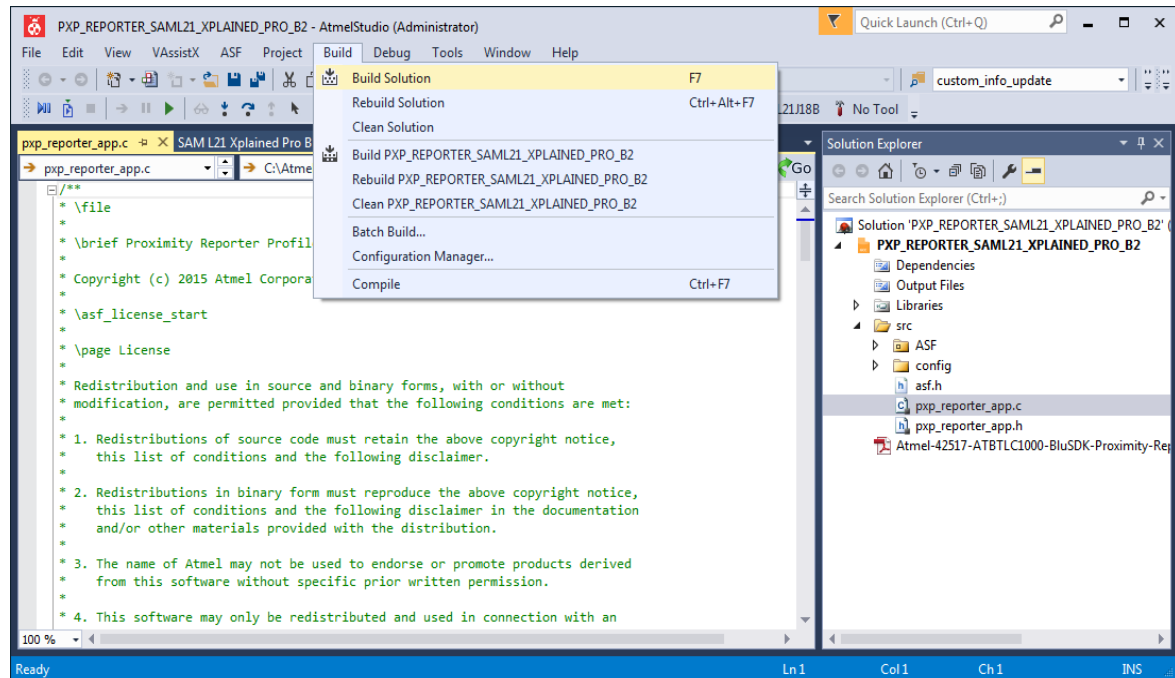 PXP_REPORTER_SAML21_XPLAINED_PRO_B2 - AtmelStudio (Administrator)
Quick Launch (Ctrl+Q)
File Edit View VAssistX ASF Project Build Debug Tools Window Help
custom_info_update
21J18B No Tool
Build Solution F7
Rebuild Solution Ctrl+Alt+F7
Clean Solution
Build PXP_REPORTER_SAML21_XPLAINED_PRO_B2
Rebuild PXP_REPORTER_SAML21_XPLAINED_PRO_B2
Clean PXP_REPORTER_SAML21_XPLAINED_PRO_B2
Batch Build...
Configuration Manager...
Compile Ctrl+F7
pxp_reporter_app.c SAM L21 Xplained Pro B
pxp_reporter_app.c C:\Atme Go
/**
* \file
*
* \brief Proximity Reporter Profil
*
* Copyright (c) 2015 Atmel Corpora
*
* \asf_license_start
*
* \page License
*
* Redistribution and use in source and binary forms, with or without
* modification, are permitted provided that the following conditions are met:
*
* 1. Redistributions of source code must retain the above copyright notice,
* this list of conditions and the following disclaimer.
*
* 2. Redistributions in binary form must reproduce the above copyright notice,
* this list of conditions and the following disclaimer in the documentation
* and/or other materials provided with the distribution.
*
* 3. The name of Atmel may not be used to endorse or promote products derived
* from this software without specific prior written permission.
*
* 4. This software may only be redistributed and used in connection with an
100 %
Solution Explorer
Search Solution Explorer (Ctrl+;)
Solution 'PXP_REPORTER_SAML21_XPLAINED_PRO_B2' (
PXP_REPORTER_SAML21_XPLAINED_PRO_B2
Dependencies
Output Files
Libraries
src
ASF
config
asf.h
pxp_reporter_app.c
pxp_reporter_app.h
Atmel-42517-ATBTLC1000-BluSDK-Proximity-Rep
Ready Ln 1 Col 1 Ch 1 INS